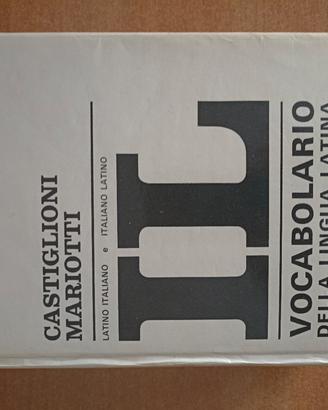 CASTIGLIONI
MARIOTTI
LATINO ITALIANO e ITALIANO LATINO
IL
VOCABOLARIO
DELLA LINGUA LATINA